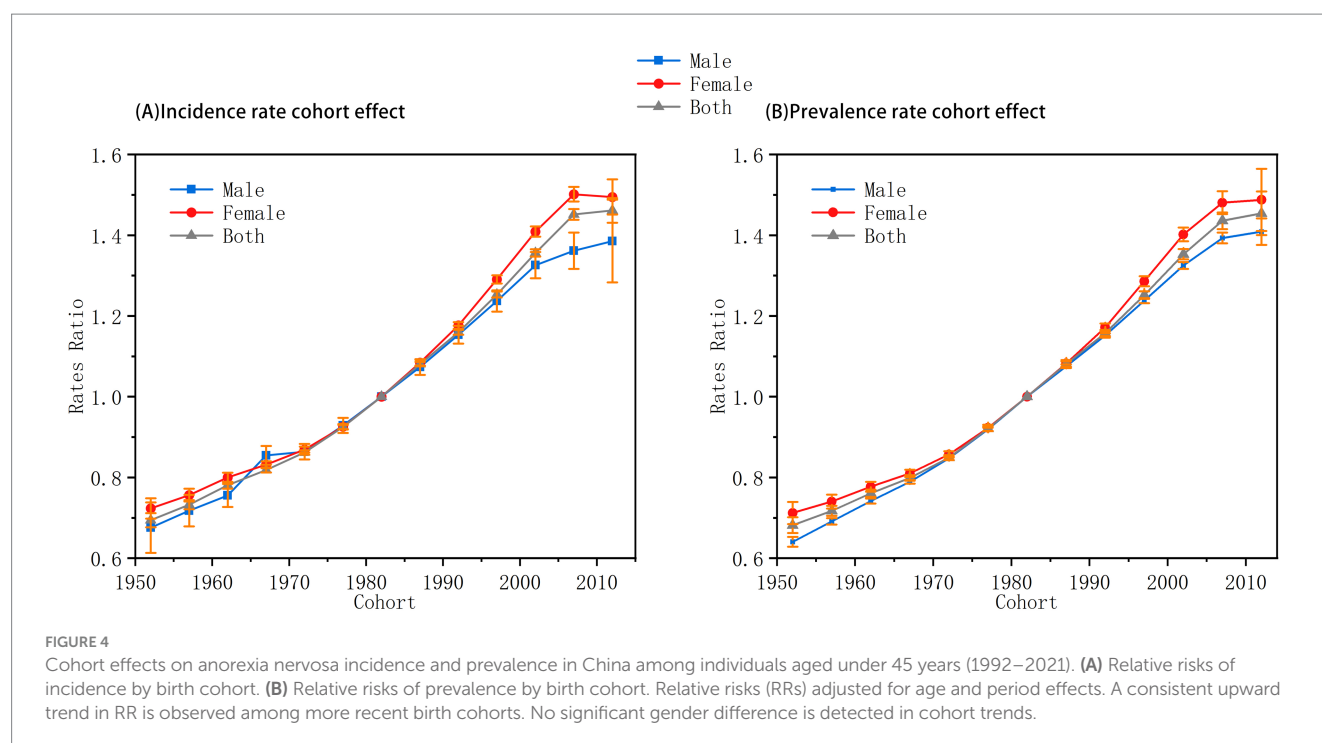 Male
Female
Both
(A)Incidence rate cohort effect
(B)Prevalence rate cohort effect
1.6
1.4
1.2
1.0
0.8
0.6
Rates Ratio
Male
Female
Both
1950 1960 1970 1980 1990 2000 2010
Cohort
1.6
1.4
1.2
1.0
0.8
0.6
Rates Ratio
Male
Female
Both
1950 1960 1970 1980 1990 2000 2010
Cohort
FIGURE 4
Cohort effects on anorexia nervosa incidence and prevalence in China among individuals aged under 45 years (1992–2021). (A) Relative risks of
incidence by birth cohort. (B) Relative risks of prevalence by birth cohort. Relative risks (RRs) adjusted for age and period effects. A consistent upward
trend in RR is observed among more recent birth cohorts. No significant gender difference is detected in cohort trends.